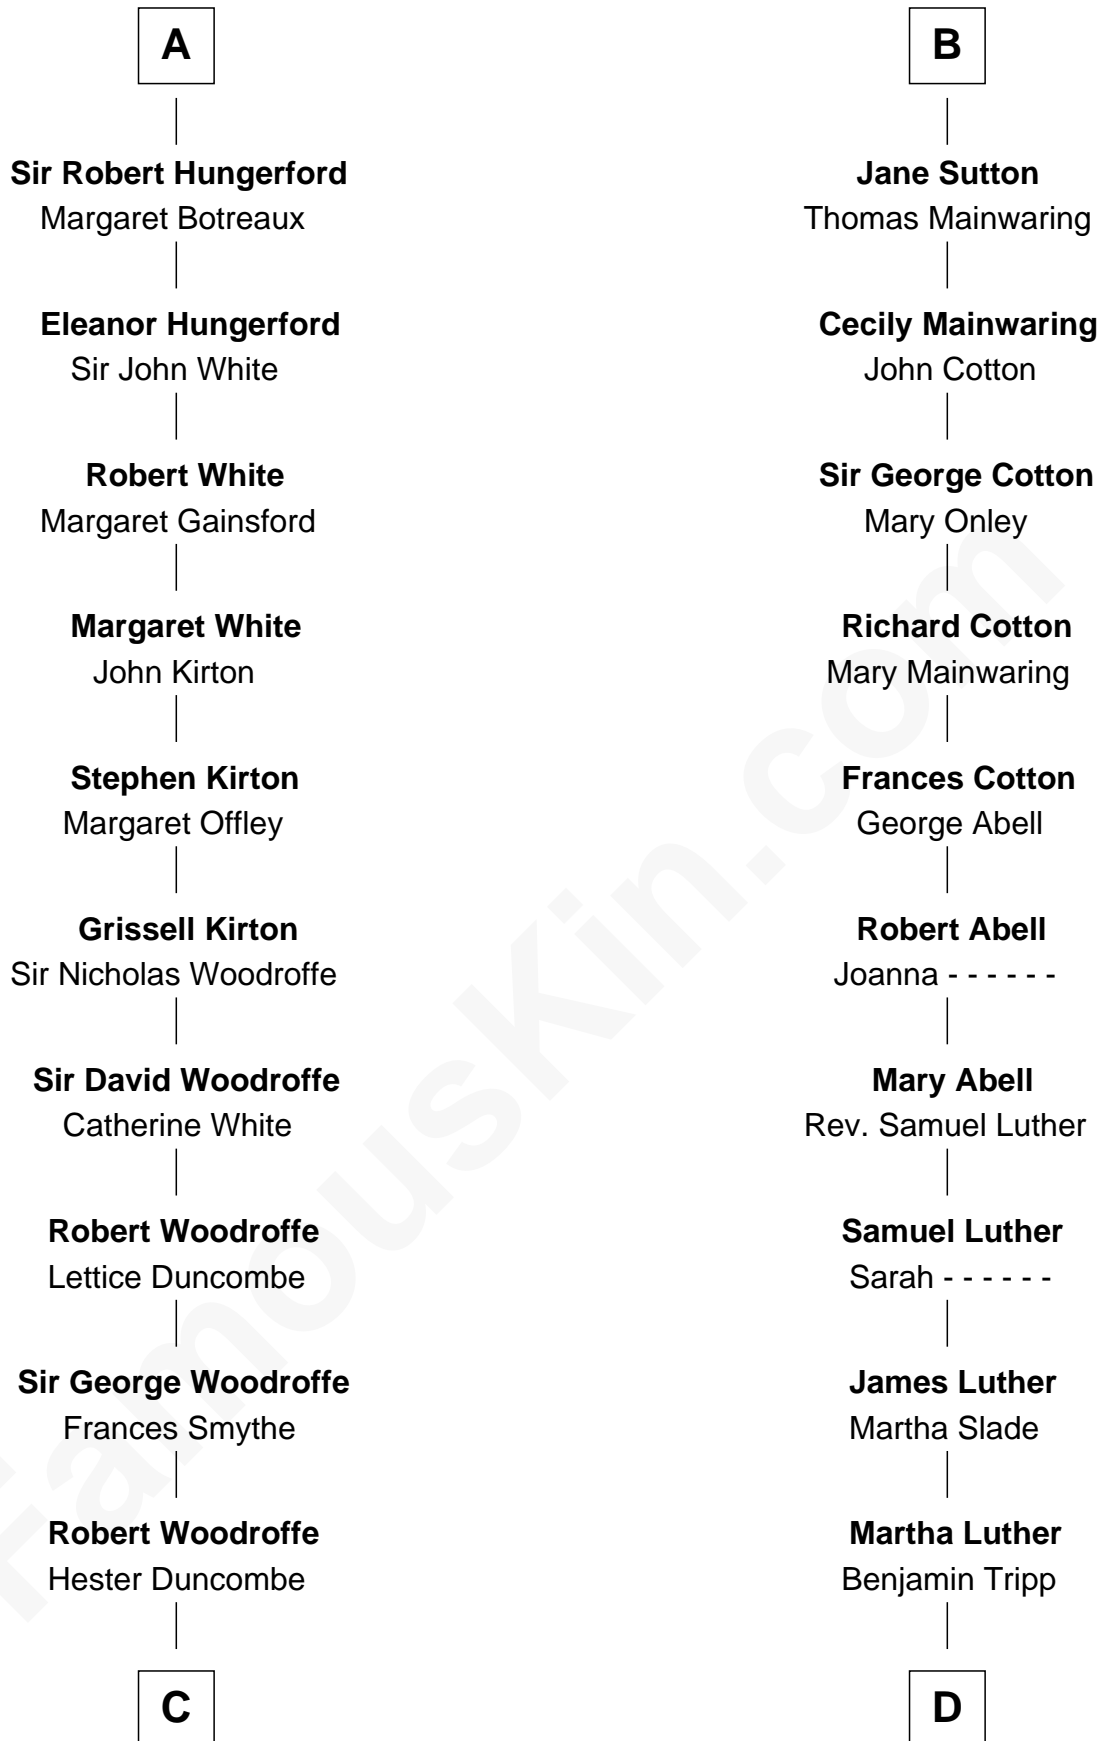 A
Sir Robert Hungerford
Margaret Botreaux
Eleanor Hungerford
Sir John White
Robert White
Margaret Gainsford
Margaret White
John Kirton
Stephen Kirton
Margaret Offley
Grissell Kirton
Sir Nicholas Woodroffe
Sir David Woodroffe
Catherine White
Robert Woodroffe
Lettice Duncombe
Sir George Woodroffe
Frances Smythe
Robert Woodroffe
Hester Duncombe
C
B
Jane Sutton
Thomas Mainwaring
Cecily Mainwaring
John Cotton
Sir George Cotton
Mary Onley
Richard Cotton
Mary Mainwaring
Frances Cotton
George Abell
Robert Abell
Joanna - - - - - -
Mary Abell
Rev. Samuel Luther
Samuel Luther
Sarah - - - - - -
James Luther
Martha Slade
Martha Luther
Benjamin Tripp
D
FamousKin.com